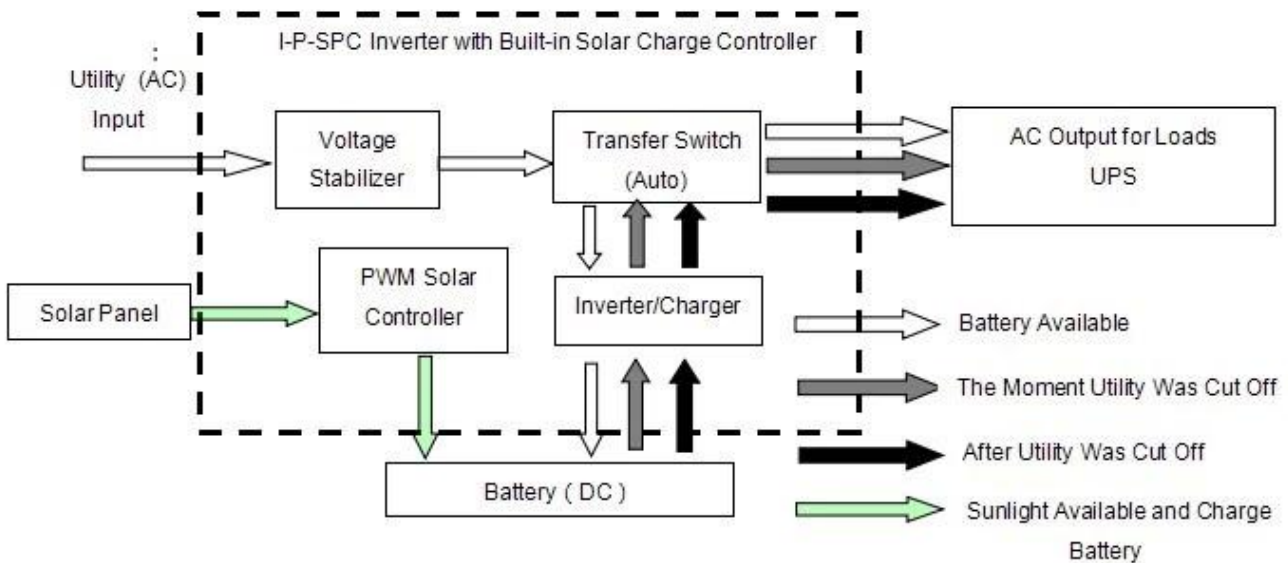 I-P-SPC Inverter with Built-in Solar Charge Controller
:
Utility (AC)
Input
Voltage
Stabilizer
Transfer Switch
(Auto)
AC Output for Loads
UPS
Solar Panel
PWM Solar
Controller
Inverter/Charger
Battery ( DC )
Battery Available
The Moment Utility Was Cut Off
After Utility Was Cut Off
Sunlight Available and Charge
Battery